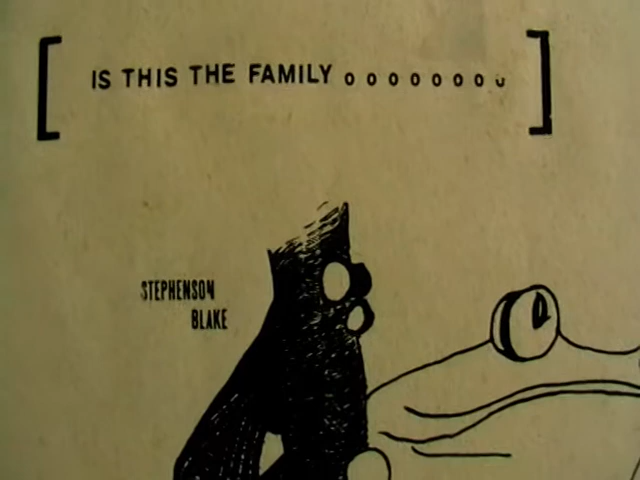 [ IS THIS THE FAMILY o o o o o o o o ]
STEPHENSON
BLAKE